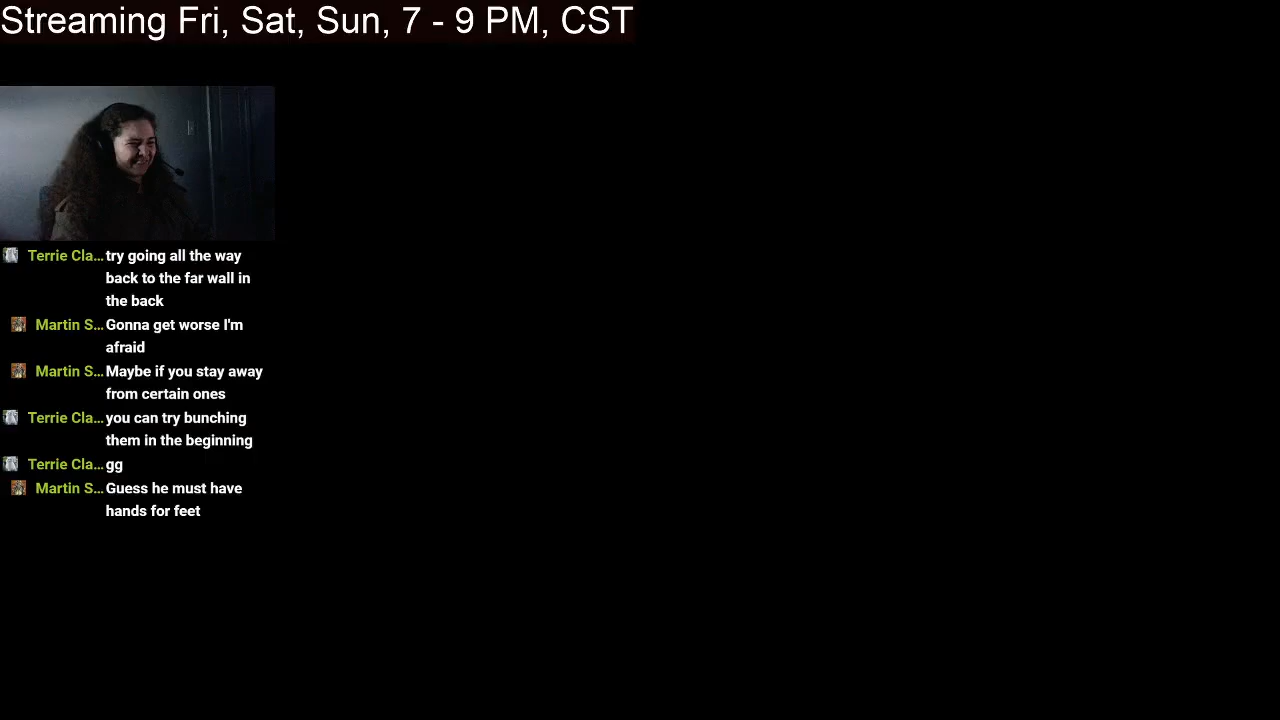 Streaming Fri, Sat, Sun, 7 - 9 PM, CST
Terrie Cla... try going all the way
back to the far wall in
the back
Martin S... Gonna get worse I'm
afraid
Martin S... Maybe if you stay away
from certain ones
Terrie Cla... you can try bunching
them in the beginning
Terrie Cla... gg
Martin S... Guess he must have
hands for feet